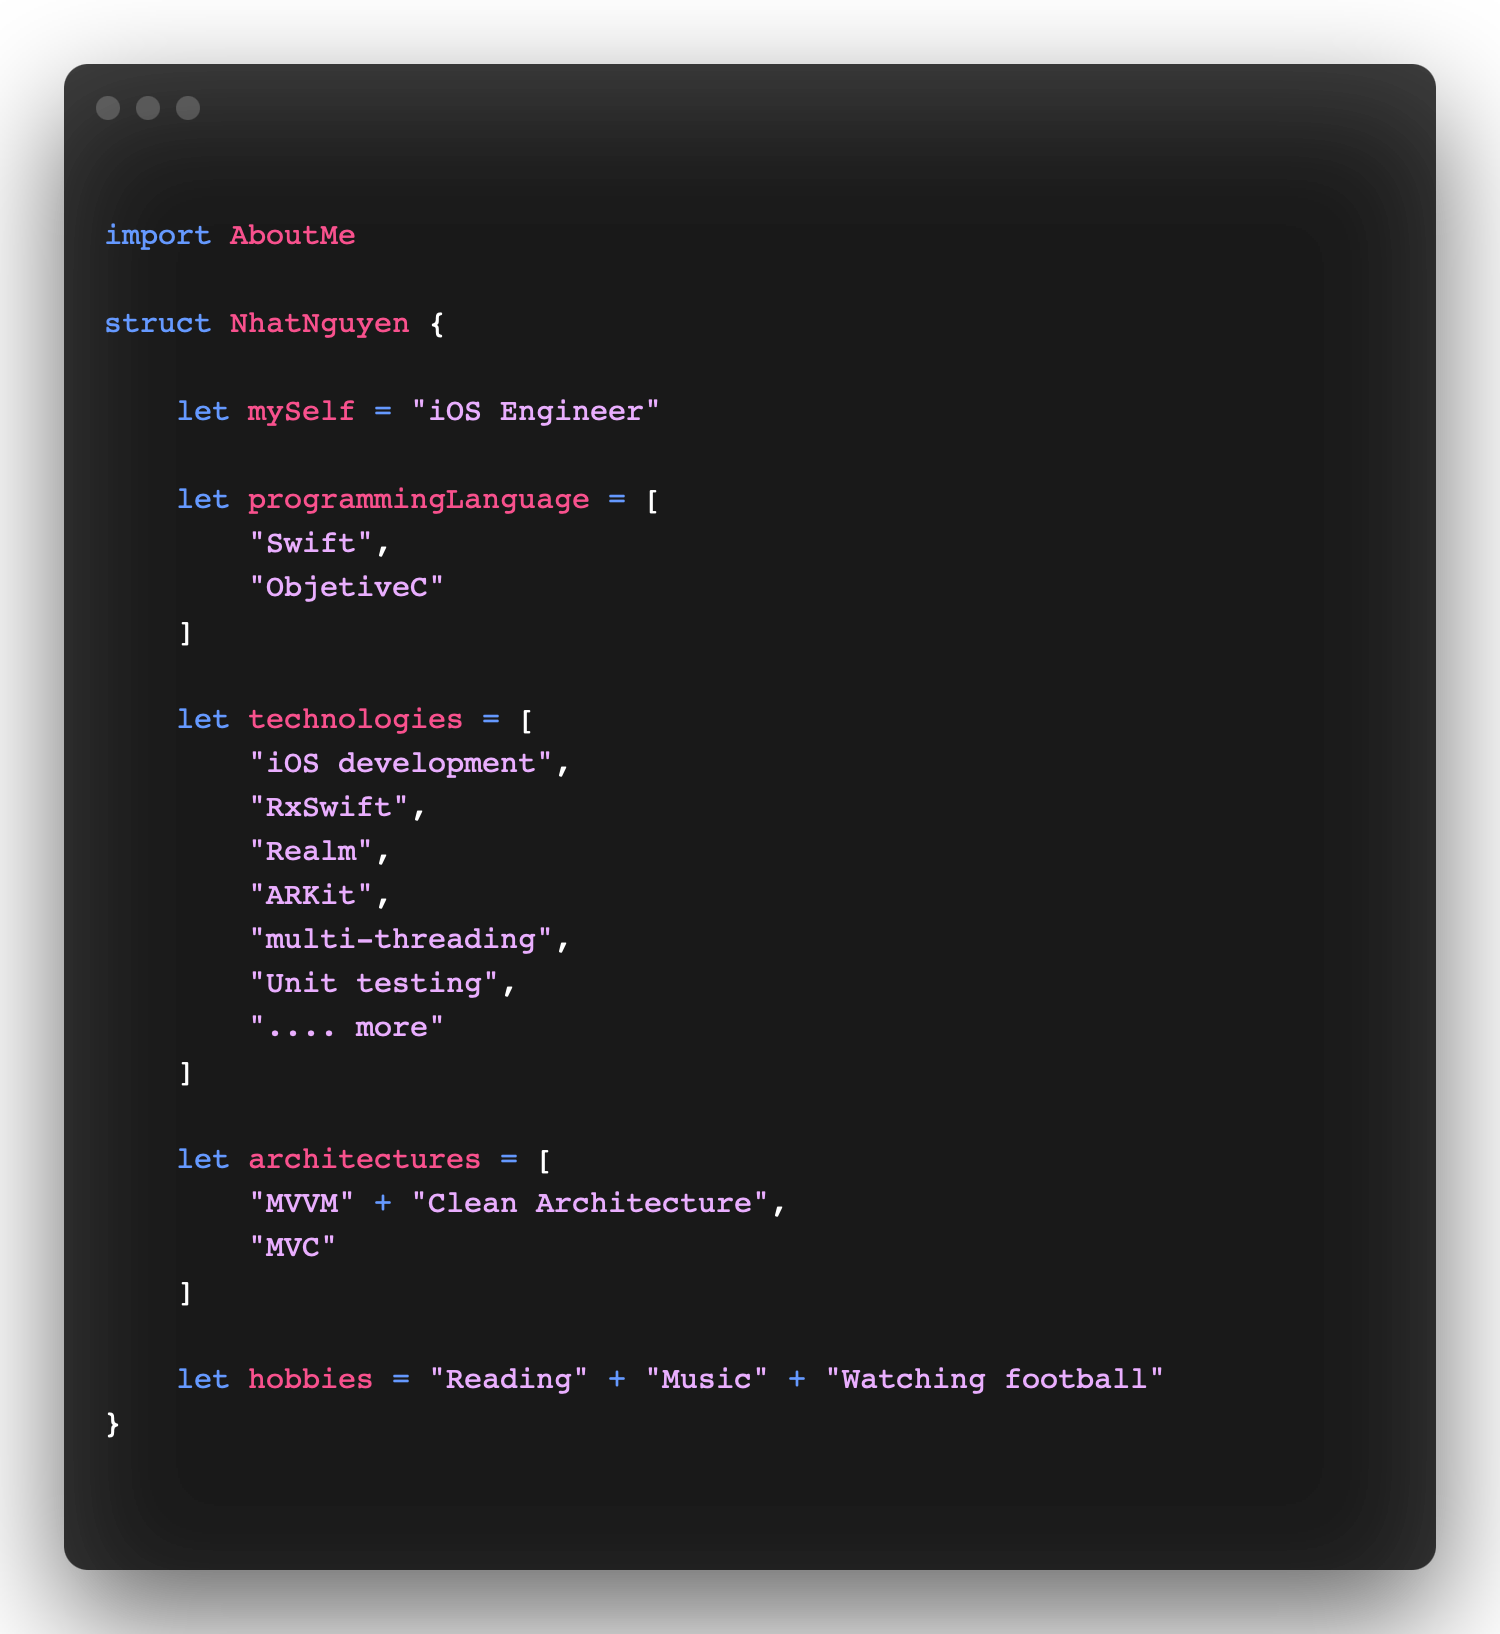 import AboutMe
struct NhatNguyen {
let mySelf = "iOS Engineer"
let programmingLanguage = [
"Swift",
"ObjetiveC"
]
let technologies = [
"iOS development",
"RxSwift",
"Realm",
"ARKit",
"multi-threading",
"Unit testing",
".... more"
]
let architectures = [
"MVVM" + "Clean Architecture",
"MVC"
]
let hobbies = "Reading" + "Music" + "Watching football"
}